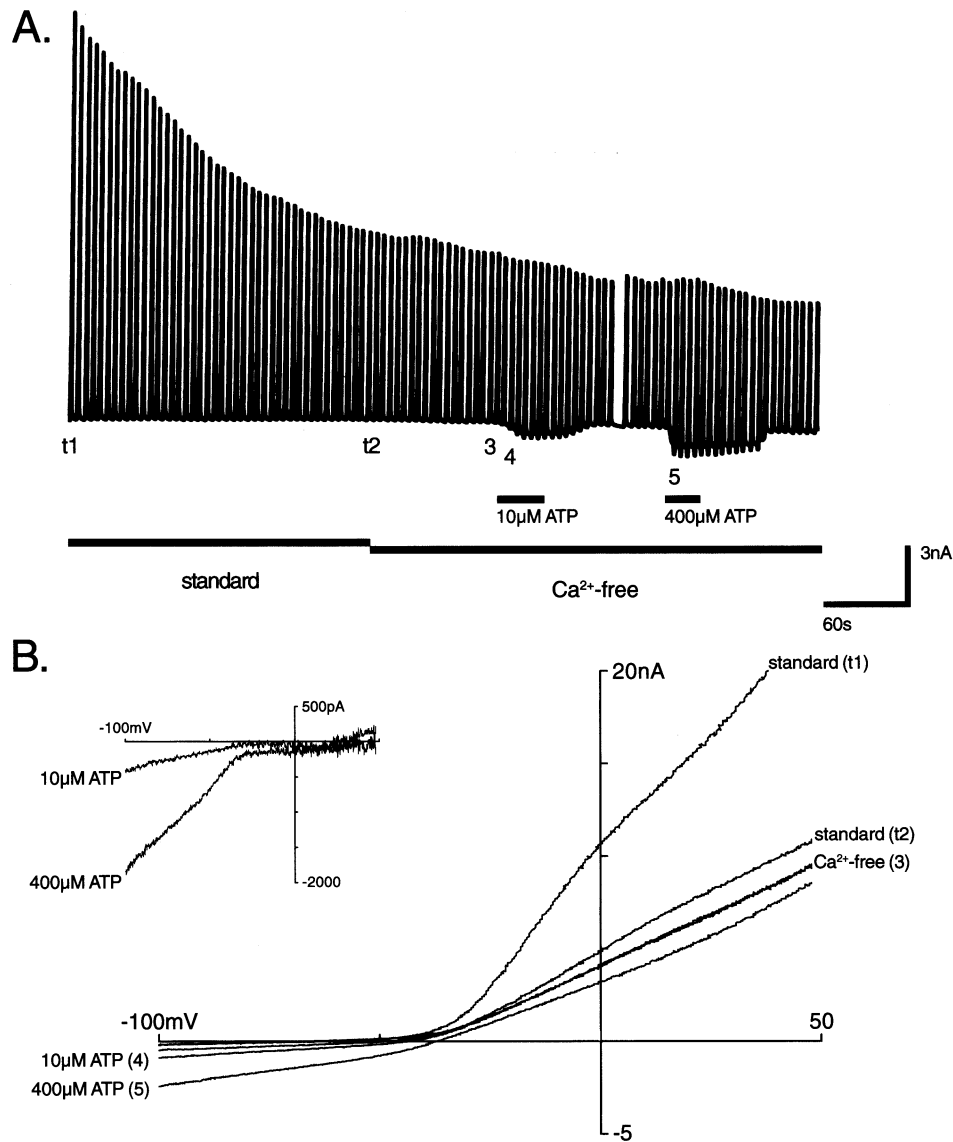 A.
t1
t2
3
4
5
10µM ATP
400µM ATP
standard
Ca²⁺-free
3nA
60s
B.
standard (t1)
20nA
500pA
-100mV
10µM ATP
400µM ATP
-2000
standard (t2)
Ca²⁺-free (3)
-100mV
50
10µM ATP (4)
400µM ATP (5)
-5